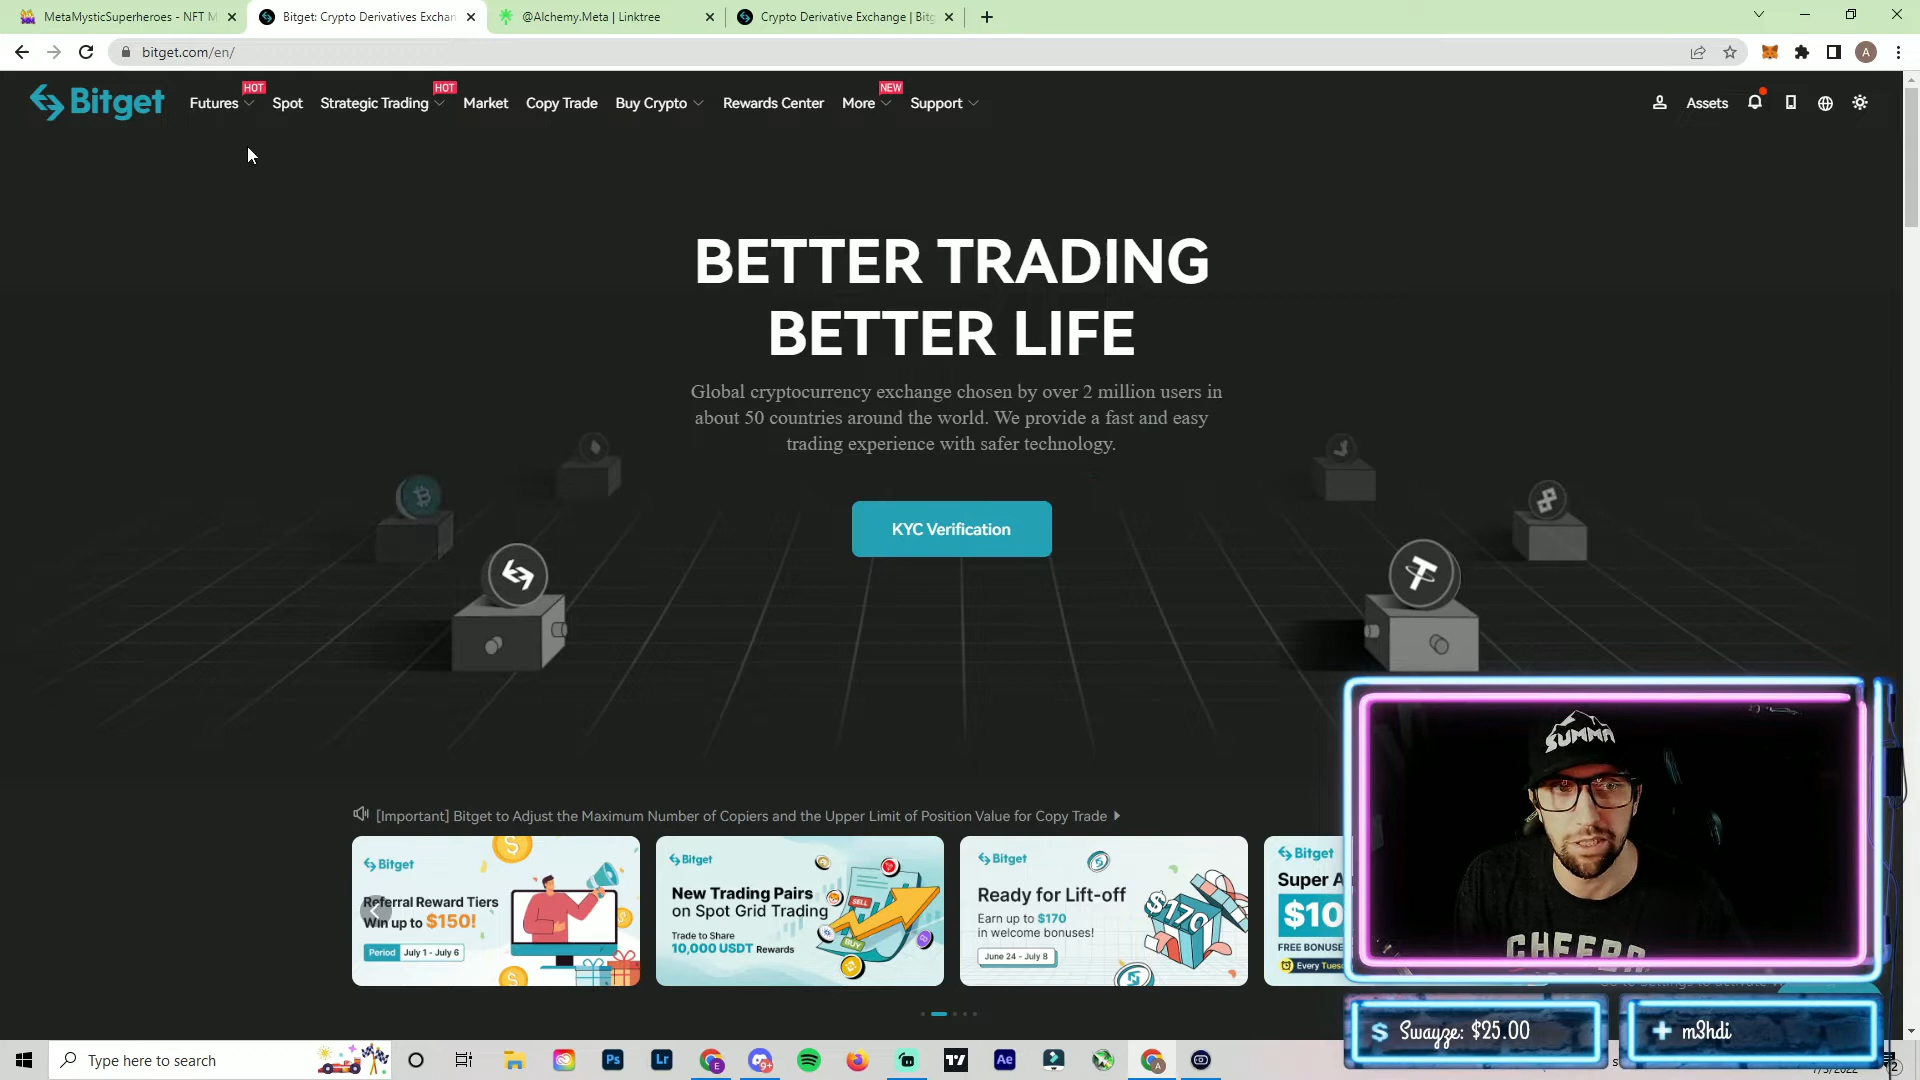 MetaMysticSuperheroes - NFT M
Bitget: Crypto Derivatives Exchan
@Alchemy.Meta | Linktree
Crypto Derivative Exchange | Bitg
bitget.com/en/
A
Bitget
Futures
HOT
Spot
Strategic Trading
HOT
Market
Copy Trade
Buy Crypto
Rewards Center
More
NEW
Support
Assets
BETTER TRADING
BETTER LIFE
Global cryptocurrency exchange chosen by over 2 million users in
about 50 countries around the world. We provide a fast and easy
trading experience with safer technology.
KYC Verification
[Important] Bitget to Adjust the Maximum Number of Copiers and the Upper Limit of Position Value for Copy Trade
Bitget
Referral Reward Tiers
Win up to $150!
Period July 1 - July 6
Bitget
New Trading Pairs
on Spot Grid Trading
Trade to Share
10,000 USDT Rewards
SELL
BUY
Bitget
Ready for Lift-off
Earn up to $170
in welcome bonuses!
June 24 - July 8
$170
Bitget
Super A
$10
FREE BONUSE
Every Tuesd
SUMMA
CHEERS
$ Swayze: $25.00
+ m3hdi
Type here to search
Ps
Lr
E
9+
Ae
A
2